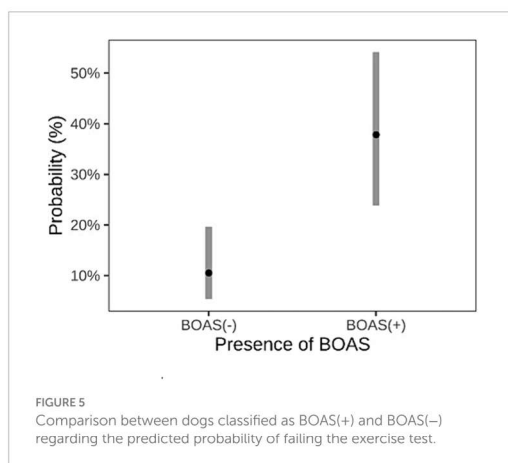 50%
40%
30%
20%
10%
Probability (%)
BOAS(-) BOAS(+)
Presence of BOAS
FIGURE 5
Comparison between dogs classified as BOAS(+) and BOAS(−)
regarding the predicted probability of failing the exercise test.